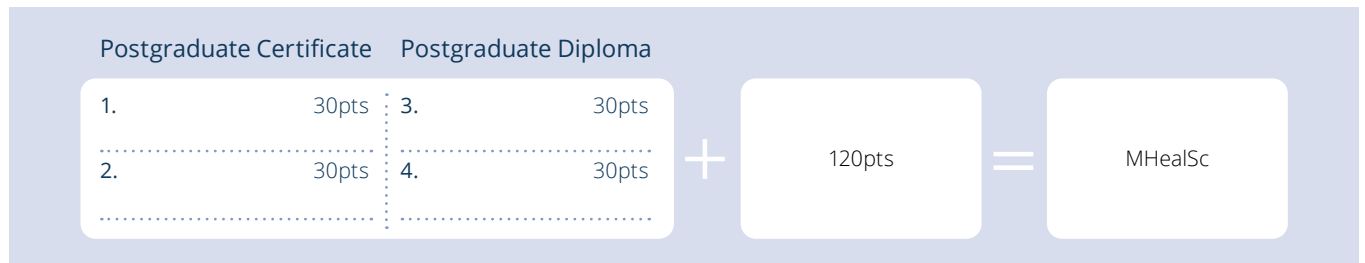 Postgraduate Certificate Postgraduate Diploma
1. 30pts 3. 30pts
2. 30pts 4. 30pts
+ 120pts = MHealSc